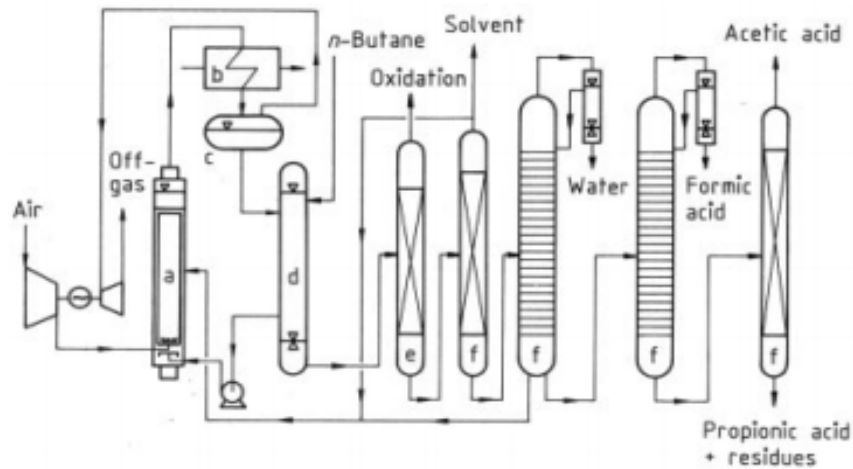 Solvent
n-Butane
Acetic acid
b
Oxidation
c
Off-
gas
Water
Formic
acid
Air
a
d
e
f
f
f
f
Propionic acid
+ residues